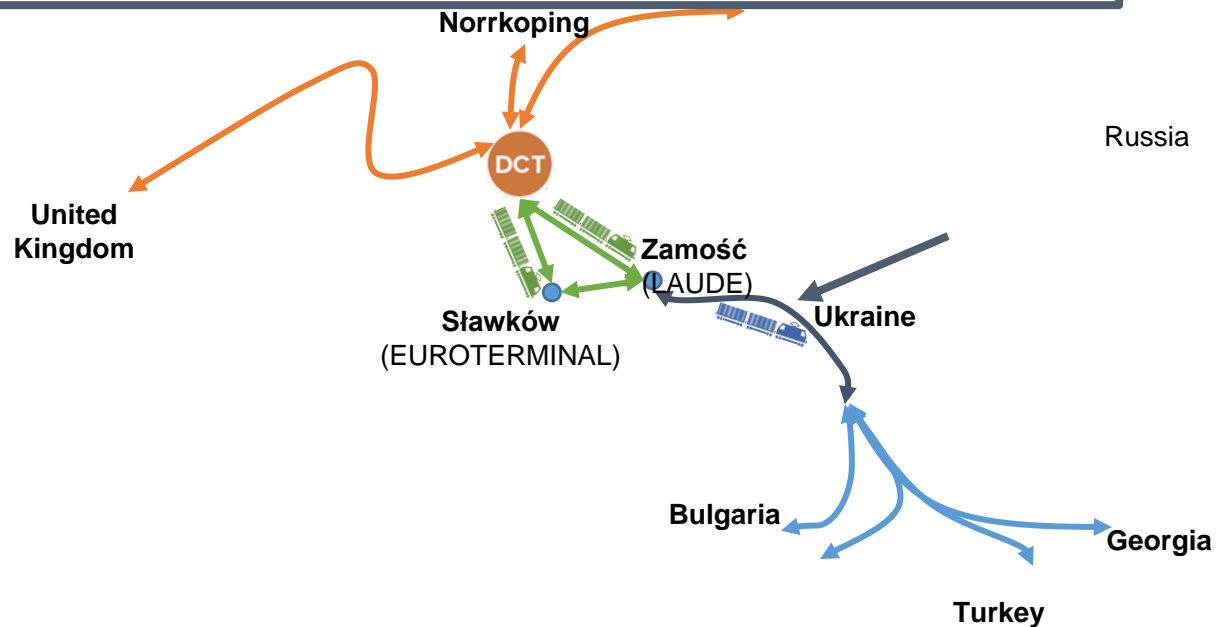 Norrkoping
Russia
DCT
United
Kingdom
Zamość
(LAUDE)
Sławków
(EUROTERMINAL)
Ukraine
Bulgaria
Georgia
Turkey